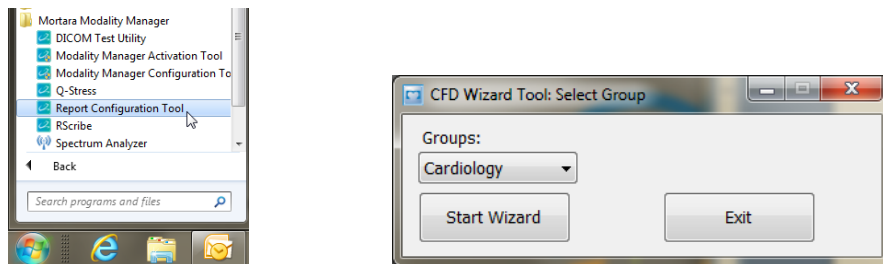 Mortara Modality Manager
DICOM Test Utility
Modality Manager Activation Tool
Modality Manager Configuration To
Q-Stress
Report Configuration Tool
RScribe
Spectrum Analyzer
Back
Search programs and files
CFD Wizard Tool: Select Group
Groups:
Cardiology
Start Wizard Exit